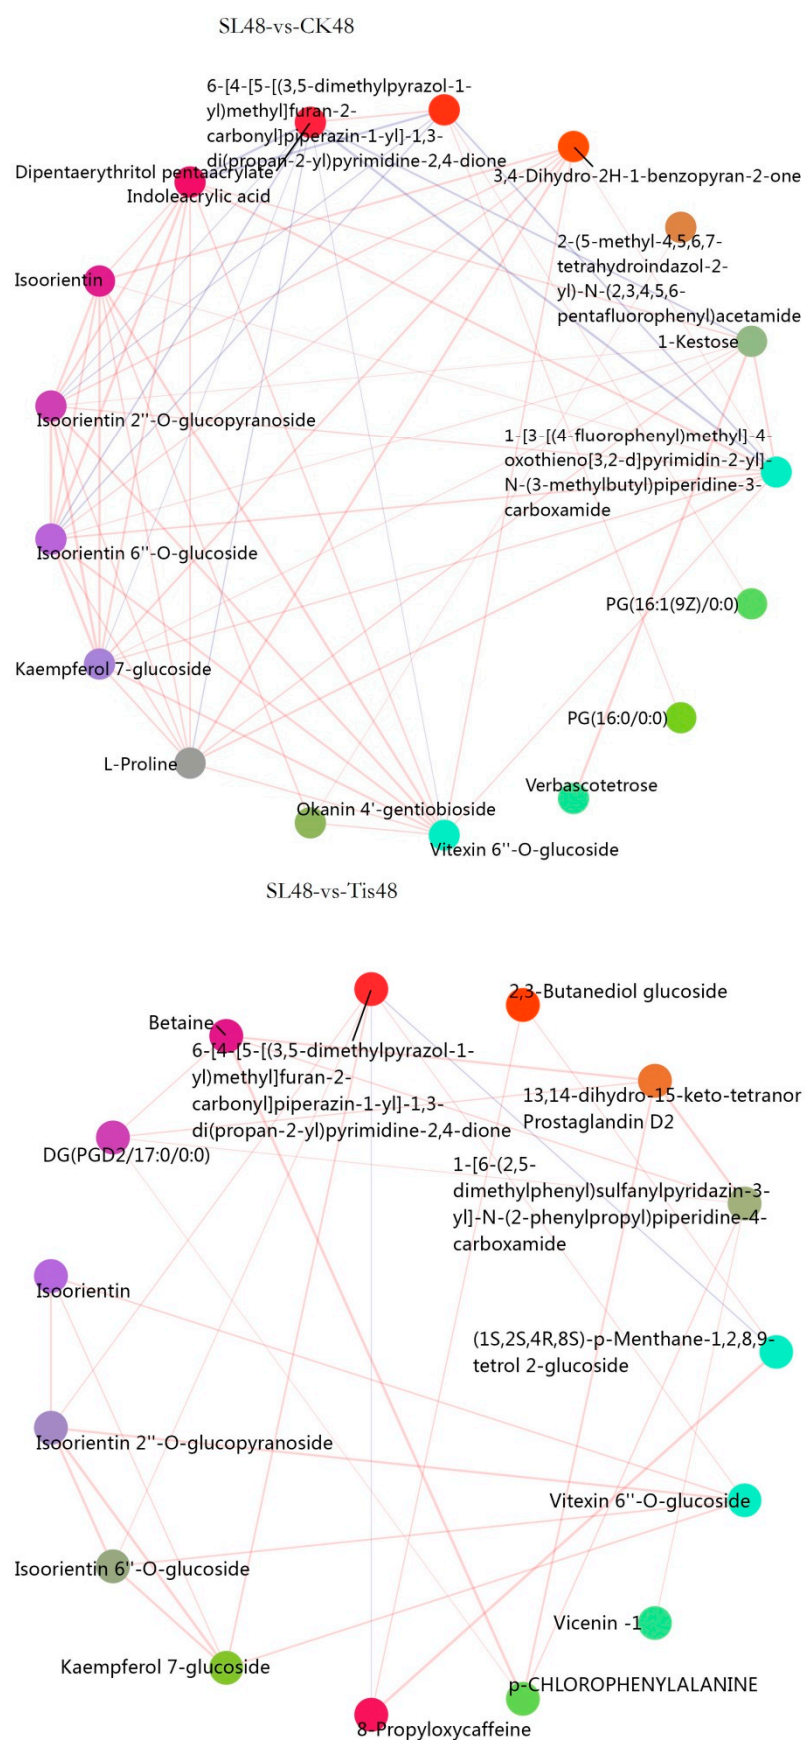 SL48-vs-CK48
6-[4-[5-[(3,5-dimethylpyrazol-1-
yl)methyl]furan-2-
carbonyl]piperazin-1-yl]-1,3-
di(propan-2-yl)pyrimidine-2,4-dione
Dipentaerythritol pentaacrylate
Indoleacrylic acid
3,4-Dihydro-2H-1-benzopyran-2-one
2-(5-methyl-4,5,6,7-
tetrahydroindazol-2-
yl)-N-(2,3,4,5,6-
pentafluorophenyl)acetamide
Isoorientin
1-Kestose
Isoorientin 2''-O-glucopyranoside
1-[3-[(4-fluorophenyl)methyl]-4-
oxothieno[3,2-d]pyrimidin-2-yl]-
N-(3-methylbutyl)piperidine-3-
carboxamide
Isoorientin 6''-O-glucoside
PG(16:1(9Z)/0:0)
Kaempferol 7-glucoside
PG(16:0/0:0)
L-Proline
Verbascotetrose
Okanin 4'-gentiobioside
Vitexin 6''-O-glucoside
SL48-vs-Tis48
2,3-Butanediol glucoside
Betaine
6-[4-[5-[(3,5-dimethylpyrazol-1-
yl)methyl]furan-2-
carbonyl]piperazin-1-yl]-1,3-
di(propan-2-yl)pyrimidine-2,4-dione
13,14-dihydro-15-keto-tetranor
Prostaglandin D2
DG(PGD2/17:0/0:0)
1-[6-(2,5-
dimethylphenyl)sulfanylpyridazin-3-
yl]-N-(2-phenylpropyl)piperidine-4-
carboxamide
Isoorientin
(1S,2S,4R,8S)-p-Menthane-1,2,8,9-
tetrol 2-glucoside
Isoorientin 2''-O-glucopyranoside
Vitexin 6''-O-glucoside
Isoorientin 6''-O-glucoside
Vicenin -1
Kaempferol 7-glucoside
p-CHLOROPHENYLALANINE
8-Propyloxycaffeine